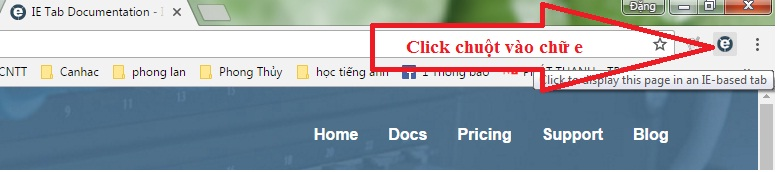 IE Tab Documentation - I
Đăng
Click chuột vào chữ e
CNTT Canhac phong lan Phong Thủy học tiếng anh 1 Thông báo
Click to display this page in an IE-based tab
Home Docs Pricing Support Blog